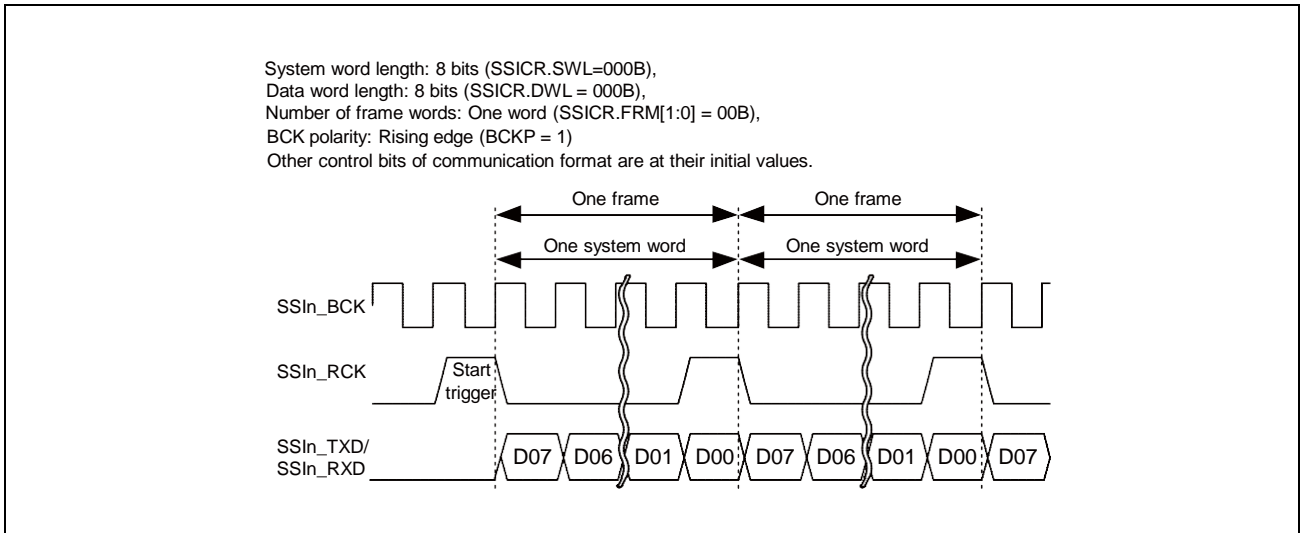 System word length: 8 bits (SSICR.SWL=000B),
Data word length: 8 bits (SSICR.DWL = 000B),
Number of frame words: One word (SSICR.FRM[1:0] = 00B),
BCK polarity: Rising edge (BCKP = 1)
Other control bits of communication format are at their initial values.
One frame One frame
One system word One system word
SSIn_BCK
SSIn_RCK
Start
trigger
SSIn_TXD/
SSIn_RXD
D07 D06 D01 D00 D07 D06 D01 D00 D07